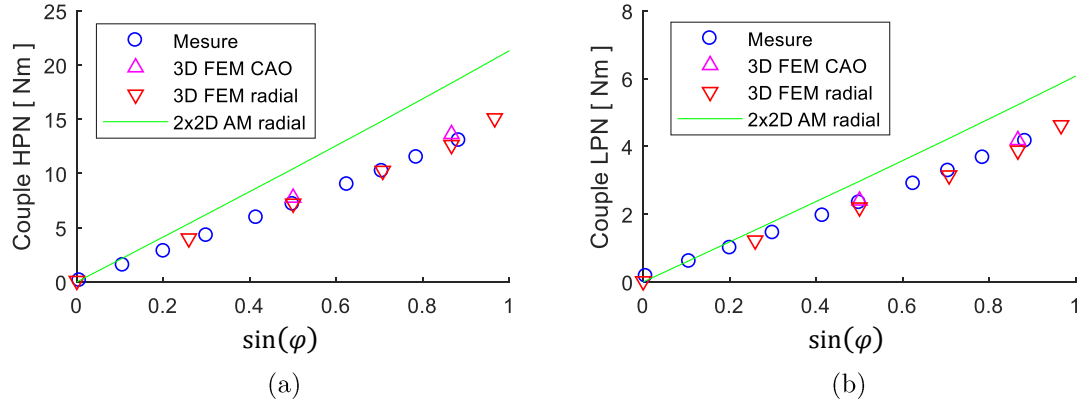 Couple HPN [ Nm ]
25
20
15
10
5
0
Mesure
3D FEM CAO
3D FEM radial
2x2D AM radial
0 0.2 0.4 0.6 0.8 1
sin(φ)
(a)
Couple LPN [ Nm ]
8
6
4
2
0
Mesure
3D FEM CAO
3D FEM radial
2x2D AM radial
0 0.2 0.4 0.6 0.8 1
sin(φ)
(b)